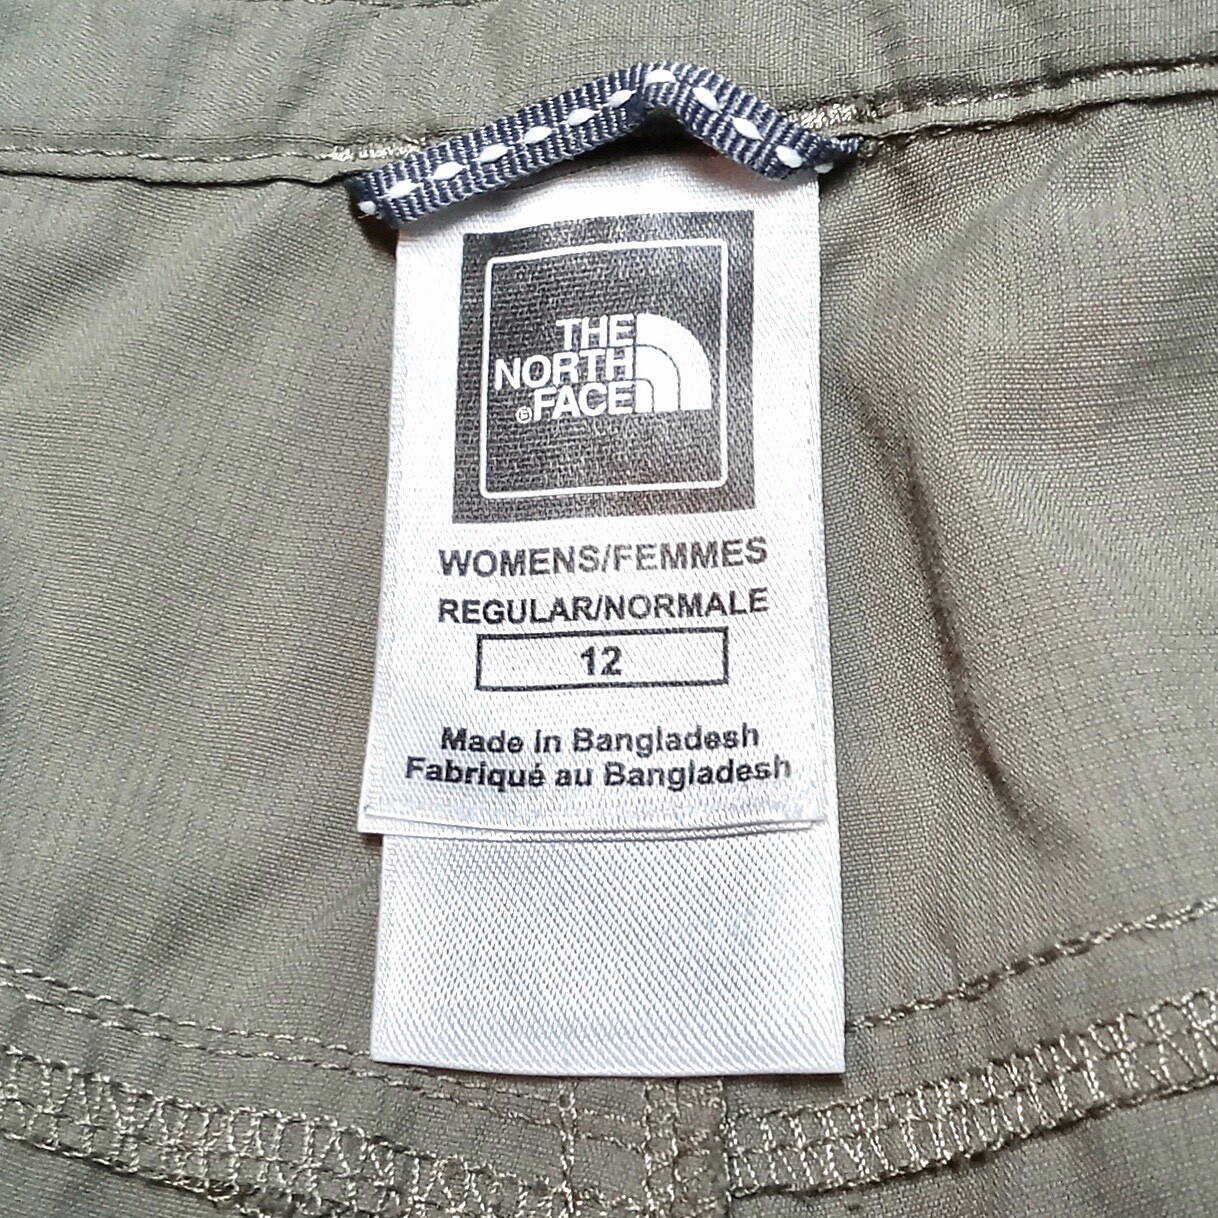 THE
NORTH
®FACE
WOMENS/FEMMES
REGULAR/NORMALE
12
Made in Bangladesh
Fabriqué au Bangladesh